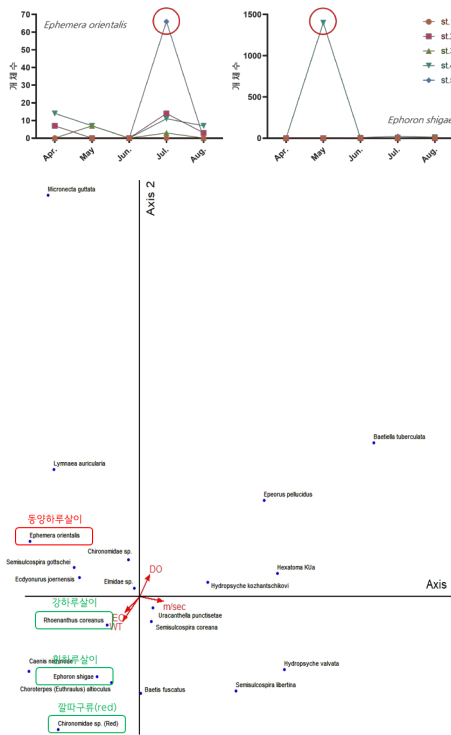 Ephemera orientalis
70
60
50
40
30
20
10
0
개체수
Apr.
May
Jun.
Jul.
Aug.
1500
1000
500
0
개체수
Apr.
May
Jun.
Jul.
Aug.
st.
st.
st.
st.
st.
Ephoron shigae
Axis 2
Micronecta guttata
Baetiella tuberculata
Lymnaea auricularia
Epeorus pellucidus
동양하루살이
Ephemera orientalis
Chironomidae sp.
Semisulcospira gottschei
Ecdyonurus joernensis
Elmidae sp.
DO
Hexatoma KUa
Hydropsyche kozhantschikovi
Axis
강하루살이
m/sec
EC
WT
Rhoenanthus coreanus
Uracanthella punctisetae
Semisulcospira coreana
Caenis
Hydropsyche valvata
Ephoron shigae
Choroterpes (Euthraulus) altioculus
Baetis fuscatus
Semisulcospira libertina
깔따구류(red)
Chironomidae sp. (Red)